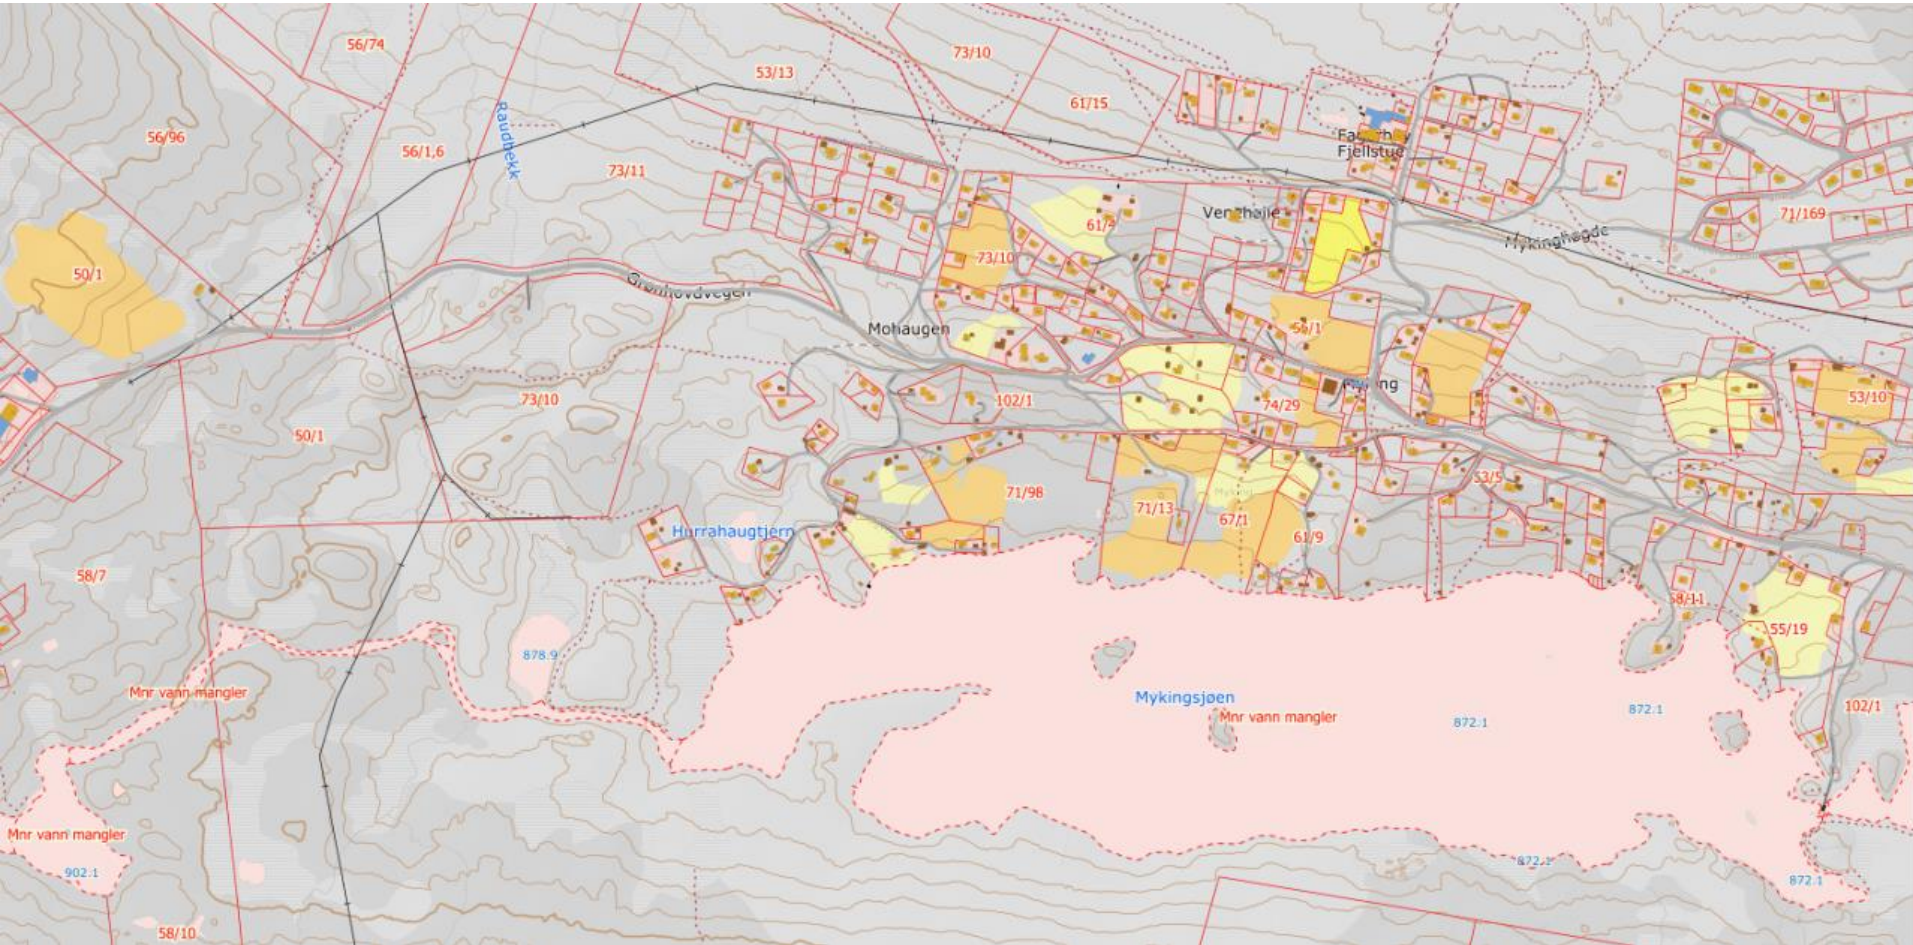 56/74
73/10
53/13
61/15
56/96
56/1,6
Raudbekk
73/11
Fjellstue
61/2
71/169
Mykinghøgde
50/1
73/10
Grønhovdvegen
Mohaugen
73/10
102/1
74/29
53/10
50/1
71/98
71/13
Myking
67/1
53/5
61/9
Hurrahaugtjern
58/7
58/11
55/19
878.9
Mnr vann mangler
Mykingsjøen
Mnr vann mangler
872.1
872.1
102/1
Mnr vann mangler
902.1
872.1
872.1
58/10